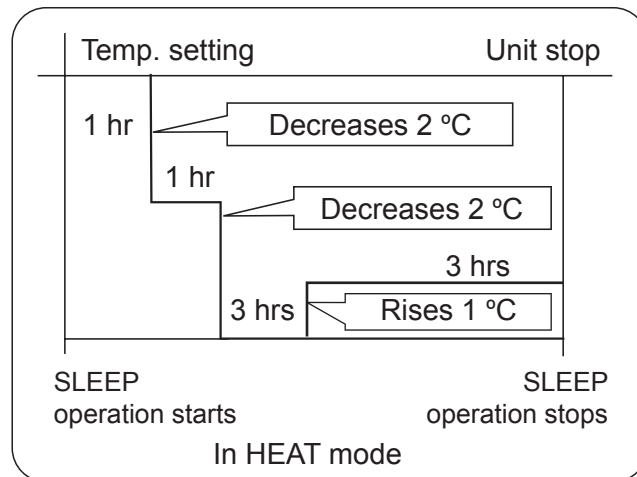 Temp. setting Unit stop
1 hr Decreases 2 ºC
1 hr
Decreases 2 ºC
3 hrs
3 hrs Rises 1 ºC
SLEEP
operation starts
SLEEP
operation stops
In HEAT mode